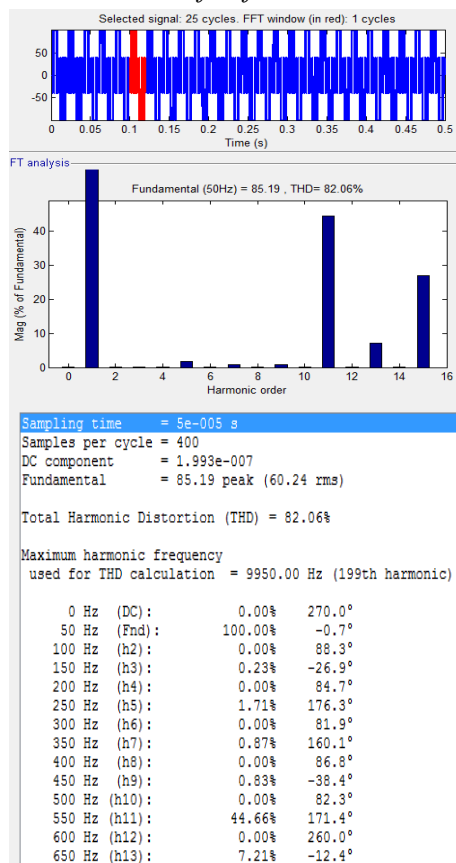 Selected signal: 25 cycles. FFT window (in red): 1 cycles
50
0
-50
0 0.05 0.1 0.15 0.2 0.25 0.3 0.35 0.4 0.45 0.5
Time (s)
FT analysis
Fundamental (50Hz) = 85.19 , THD= 82.06%
Mag (% of Fundamental)
40
30
20
10
0
0 2 4 6 8 10 12 14 16
Harmonic order
Sampling time = 5e-005 s
Samples per cycle = 400
DC component = 1.993e-007
Fundamental = 85.19 peak (60.24 rms)
Total Harmonic Distortion (THD) = 82.06%
Maximum harmonic frequency
used for THD calculation = 9950.00 Hz (199th harmonic)
0 Hz (DC): 0.00% 270.0°
50 Hz (Fnd): 100.00% -0.7°
100 Hz (h2): 0.00% 88.3°
150 Hz (h3): 0.23% -26.9°
200 Hz (h4): 0.00% 84.7°
250 Hz (h5): 1.71% 176.3°
300 Hz (h6): 0.00% 81.9°
350 Hz (h7): 0.87% 160.1°
400 Hz (h8): 0.00% 86.8°
450 Hz (h9): 0.83% -38.4°
500 Hz (h10): 0.00% 82.3°
550 Hz (h11): 44.66% 171.4°
600 Hz (h12): 0.00% 260.0°
650 Hz (h13): 7.21% -12.4°